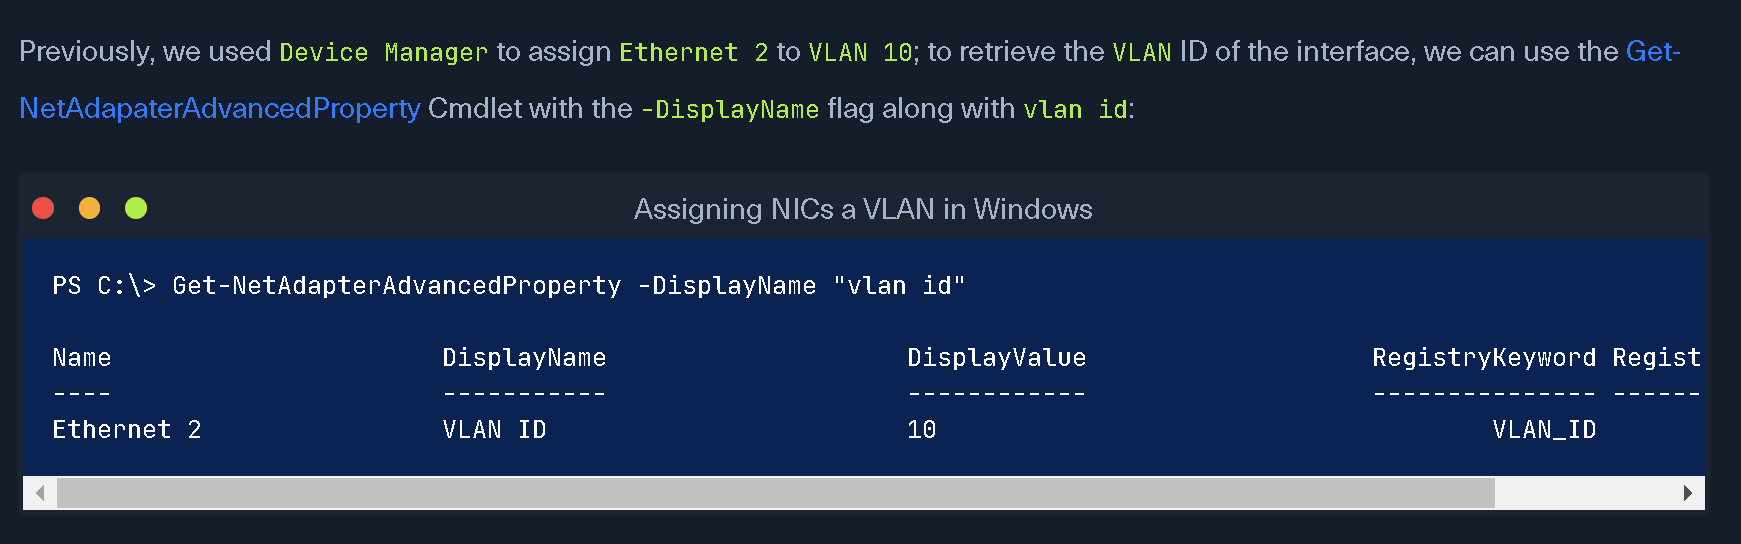 Previously, we used Device Manager to assign Ethernet 2 to VLAN 10; to retrieve the VLAN ID of the interface, we can use the Get-
NetAdapaterAdvancedProperty Cmdlet with the -DisplayName flag along with vlan id:
Assigning NICs a VLAN in Windows
PS C:\> Get-NetAdapterAdvancedProperty -DisplayName "vlan id"
Name DisplayName DisplayValue RegistryKeyword Regist
---- ----------- ------------ --------------- ------
Ethernet 2 VLAN ID 10 VLAN_ID